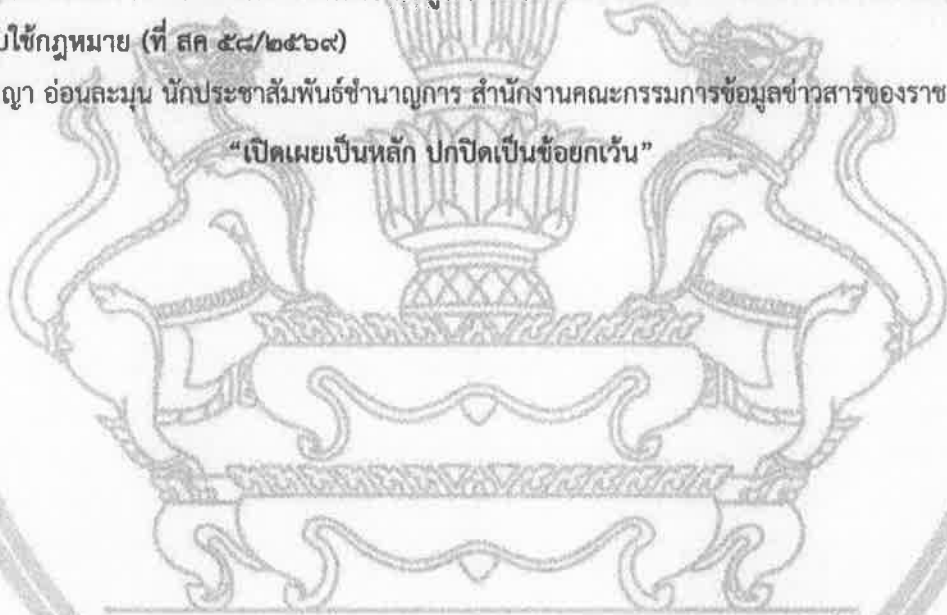 บใช้กฎหมาย (ที่ สค ๕๘/๒๕๖๙)
ญา อ่อนละมุน นักประชาสัมพันธ์ชำนาญการ สำนักงานคณะกรรมการข้อมูลข่าวสารของราช
“เปิดเผยเป็นหลัก ปกปิดเป็นข้อยกเว้น”